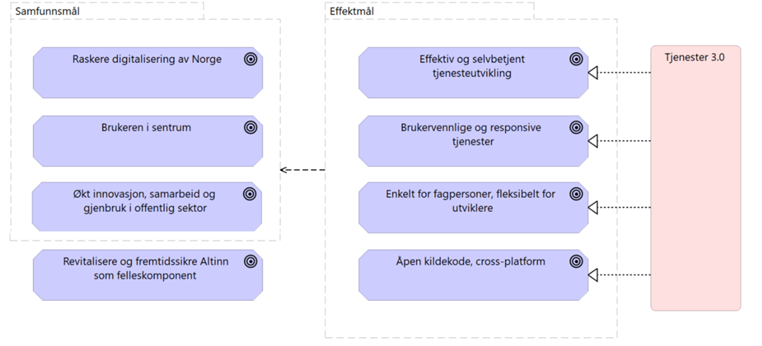 Samfunnsmål
Raskere digitalisering av Norge
Brukeren i sentrum
Økt innovasjon, samarbeid og
gjenbruk i offentlig sektor
Revitalisere og fremtidssikre Altinn
som felleskomponent
Effektmål
Effektiv og selvbetjent
tjenesteutvikling
Brukervennlige og responsive
tjenester
Enkelt for fagpersoner, fleksibelt for
utviklere
Åpen kildekode, cross-platform
Tjenester 3.0